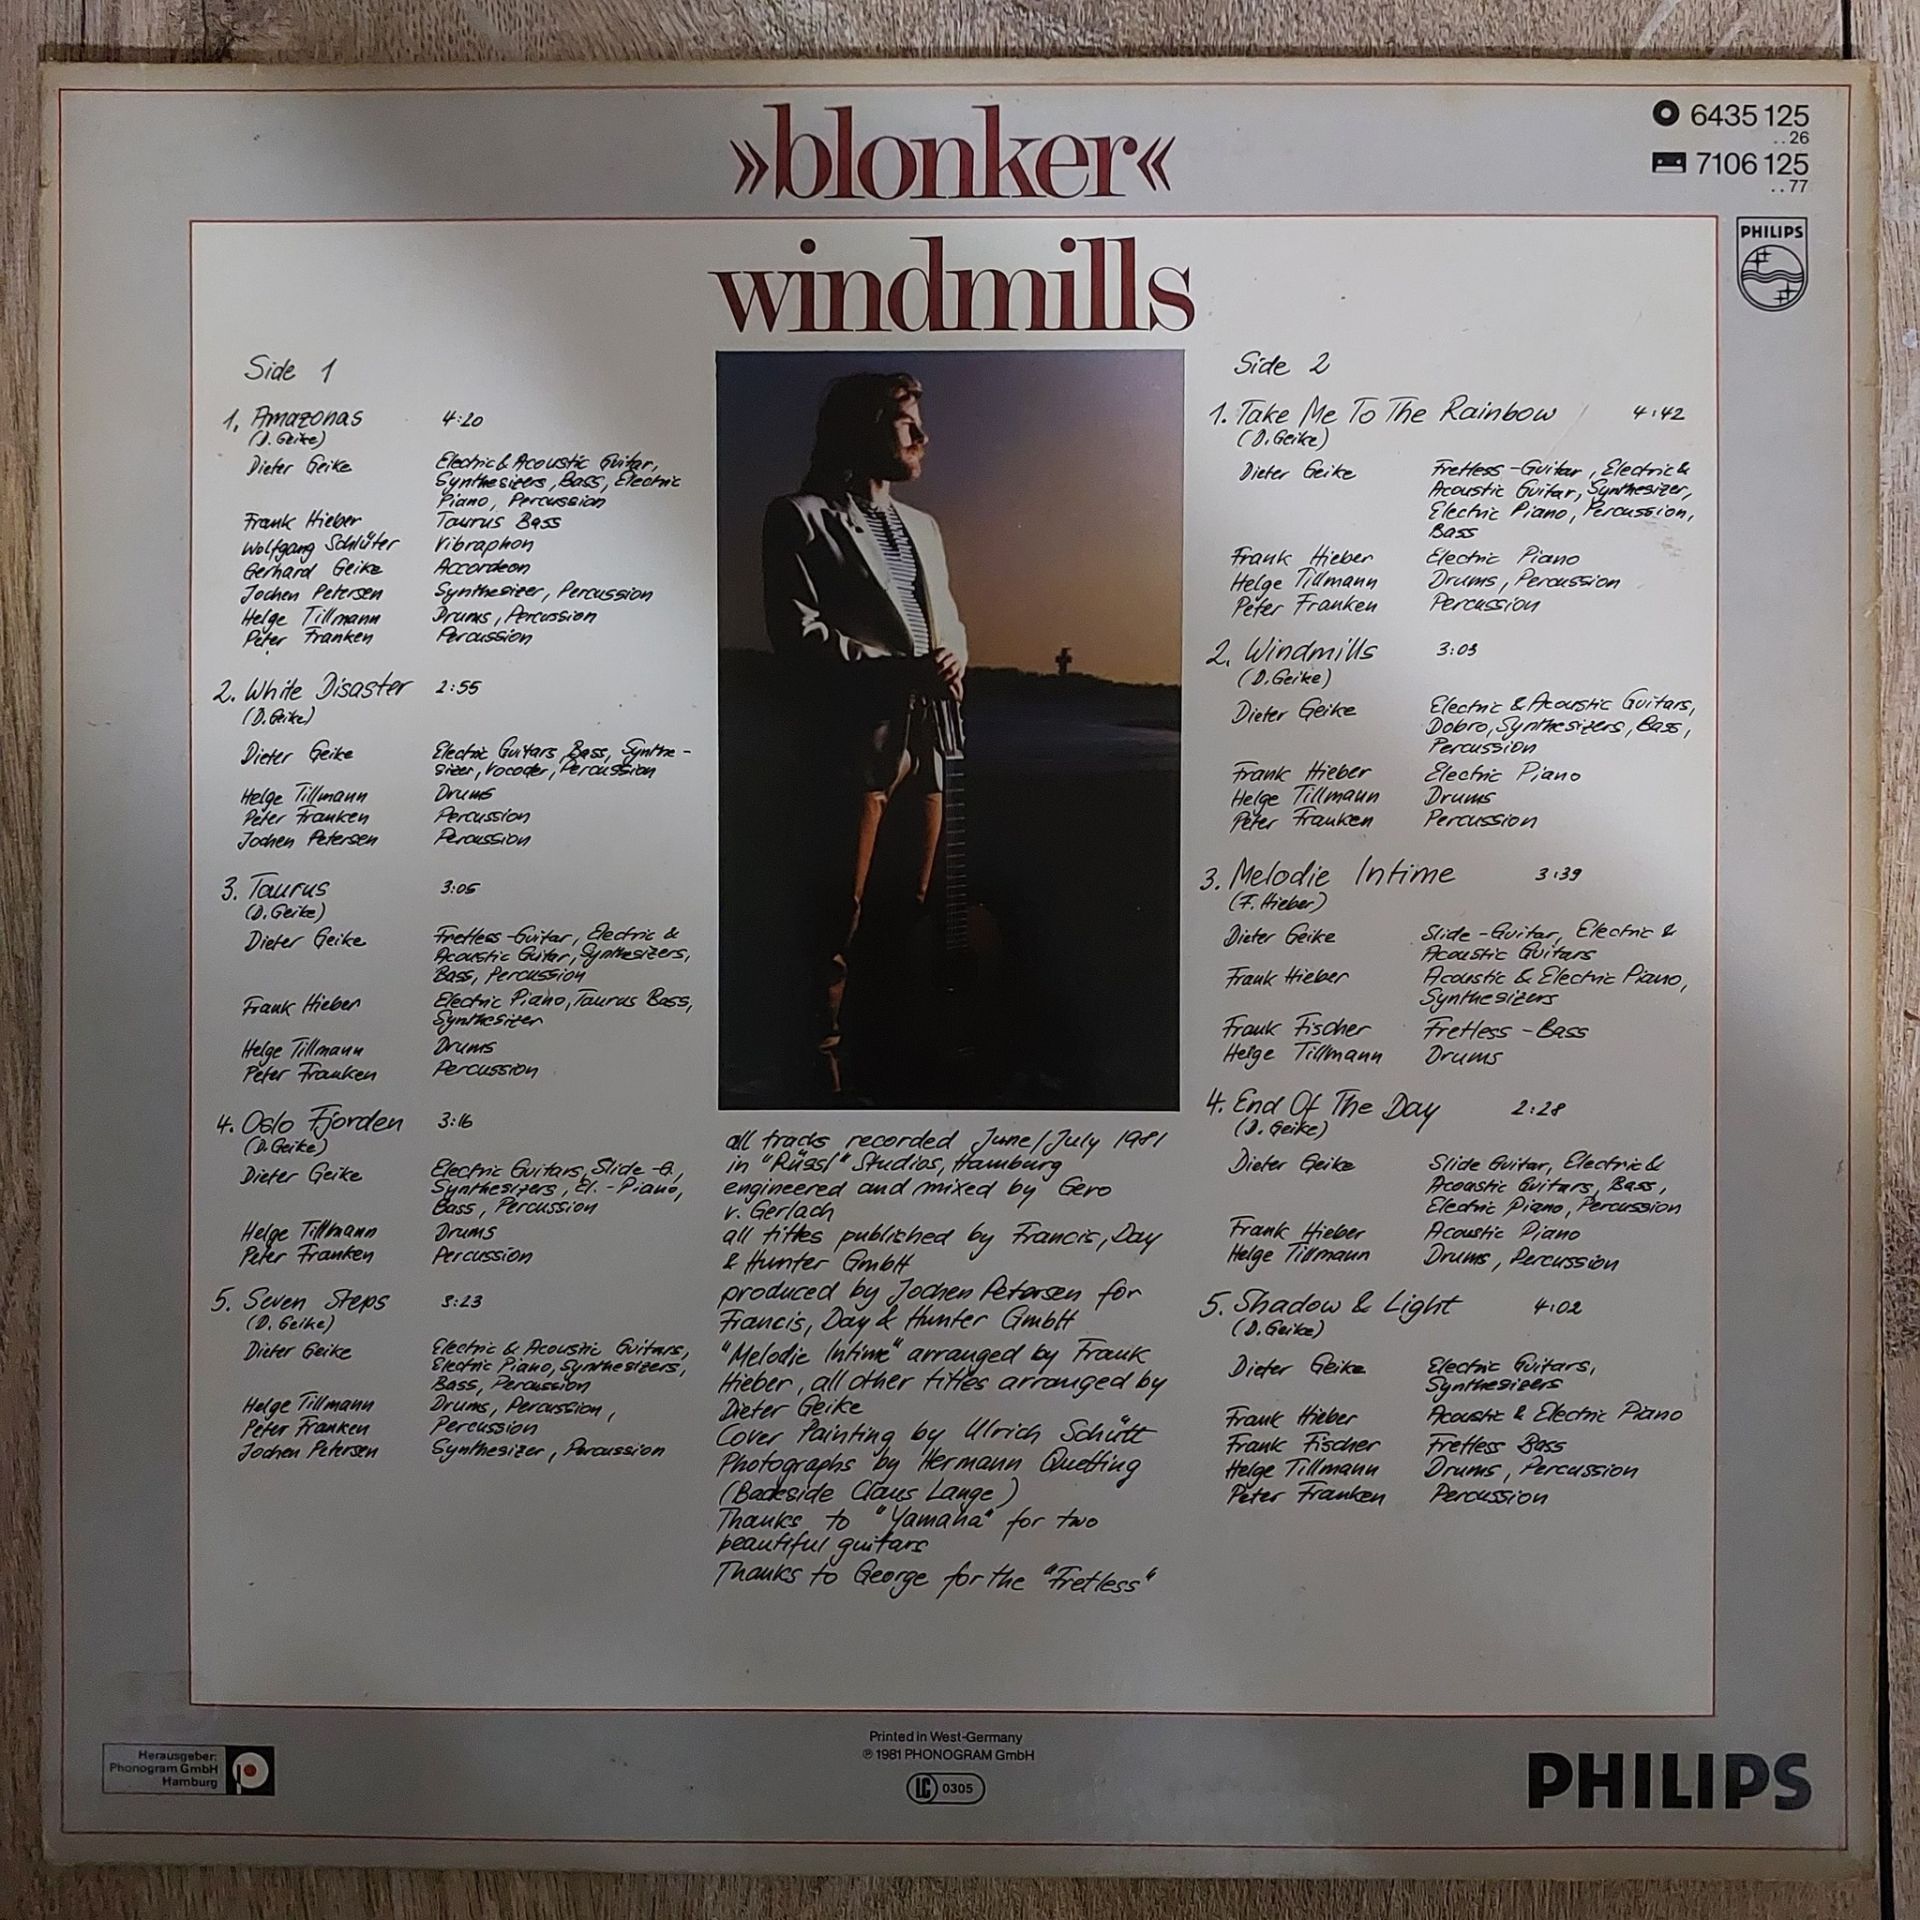 »blonker«
6435 125
..26
7106 125
..77
PHILIPS
windmills
Side 1
1. Amazonas 4:20
(D. Geike)
Dieter Geike Electric & Acoustic Guitar,
Synthesizers, Bass, Electric
Piano, Percussion
Frank Hieber Taurus Bass
Wolfgang Schlüter Vibraphon
Gerhard Geike Accordeon
Jochen Petersen Synthesizer, Percussion
Helge Tillmann Drums, Percussion
Peter Franken Percussion
2. White Disaster 2:55
(D. Geike)
Dieter Geike Electric Guitars, Bass, Synthe-
sizer, Vocoder, Percussion
Helge Tillmann Drums
Peter Franken Percussion
Jochen Petersen Percussion
3. Taurus 3:05
(D. Geike)
Dieter Geike Fretless-Guitar, Electric &
Acoustic Guitar, Synthesizers,
Bass, Percussion
Frank Hieber Electric Piano, Taurus Bass,
Synthesizer
Helge Tillmann Drums
Peter Franken Percussion
4. Oslo Fjorden 3:16
(D. Geike)
Dieter Geike Electric Guitars, Slide-G.,
Synthesizers, El.-Piano,
Bass, Percussion
Helge Tillmann Drums
Peter Franken Percussion
5. Seven Steps 3:23
(D. Geike)
Dieter Geike Electric & Acoustic Guitars,
Electric Piano, Synthesizers,
Bass, Percussion
Helge Tillmann Drums, Percussion,
Peter Franken Percussion
Jochen Petersen Synthesizer, Percussion
all tracks recorded June/July 1981
in "Rüssl" Studios, Hamburg
engineered and mixed by Gero
v. Gerlach
all titles published by Francis, Day
& Hunter GmbH
produced by Jochen Petersen for
Francis, Day & Hunter GmbH
"Melodie Intime" arranged by Frank
Hieber, all other titles arranged by
Dieter Geike
Cover Painting by Ulrich Schütt
Photographs by Hermann Quetting
(Backside Claus Lange)
Thanks to "Yamaha" for two
beautiful guitars
Thanks to George for the "Fretless"
Side 2
1. Take Me To The Rainbow 4:42
(D. Geike)
Dieter Geike Fretless-Guitar, Electric &
Acoustic Guitar, Synthesizer,
Electric Piano, Percussion,
Bass
Frank Hieber Electric Piano
Helge Tillmann Drums, Percussion
Peter Franken Percussion
2. Windmills 3:03
(D. Geike)
Dieter Geike Electric & Acoustic Guitars,
Dobro, Synthesizers, Bass,
Percussion
Frank Hieber Electric Piano
Helge Tillmann Drums
Peter Franken Percussion
3. Melodie Intime 3:39
(F. Hieber)
Dieter Geike Slide-Guitar, Electric &
Acoustic Guitars
Frank Hieber Acoustic & Electric Piano,
Synthesizers
Frank Fischer Fretless-Bass
Helge Tillmann Drums
4. End Of The Day 2:28
(D. Geike)
Dieter Geike Slide Guitar, Electric &
Acoustic Guitars, Bass,
Electric Piano, Percussion
Frank Hieber Acoustic Piano
Helge Tillmann Drums, Percussion
5. Shadow & Light 4:02
(D. Geike)
Dieter Geike Electric Guitars,
Synthesizers
Frank Hieber Acoustic & Electric Piano
Frank Fischer Fretless Bass
Helge Tillmann Drums, Percussion
Peter Franken Percussion
Herausgeber:
Phonogram GmbH
Hamburg
Printed in West-Germany
℗ 1981 PHONOGRAM GmbH
LC 0305
PHILIPS